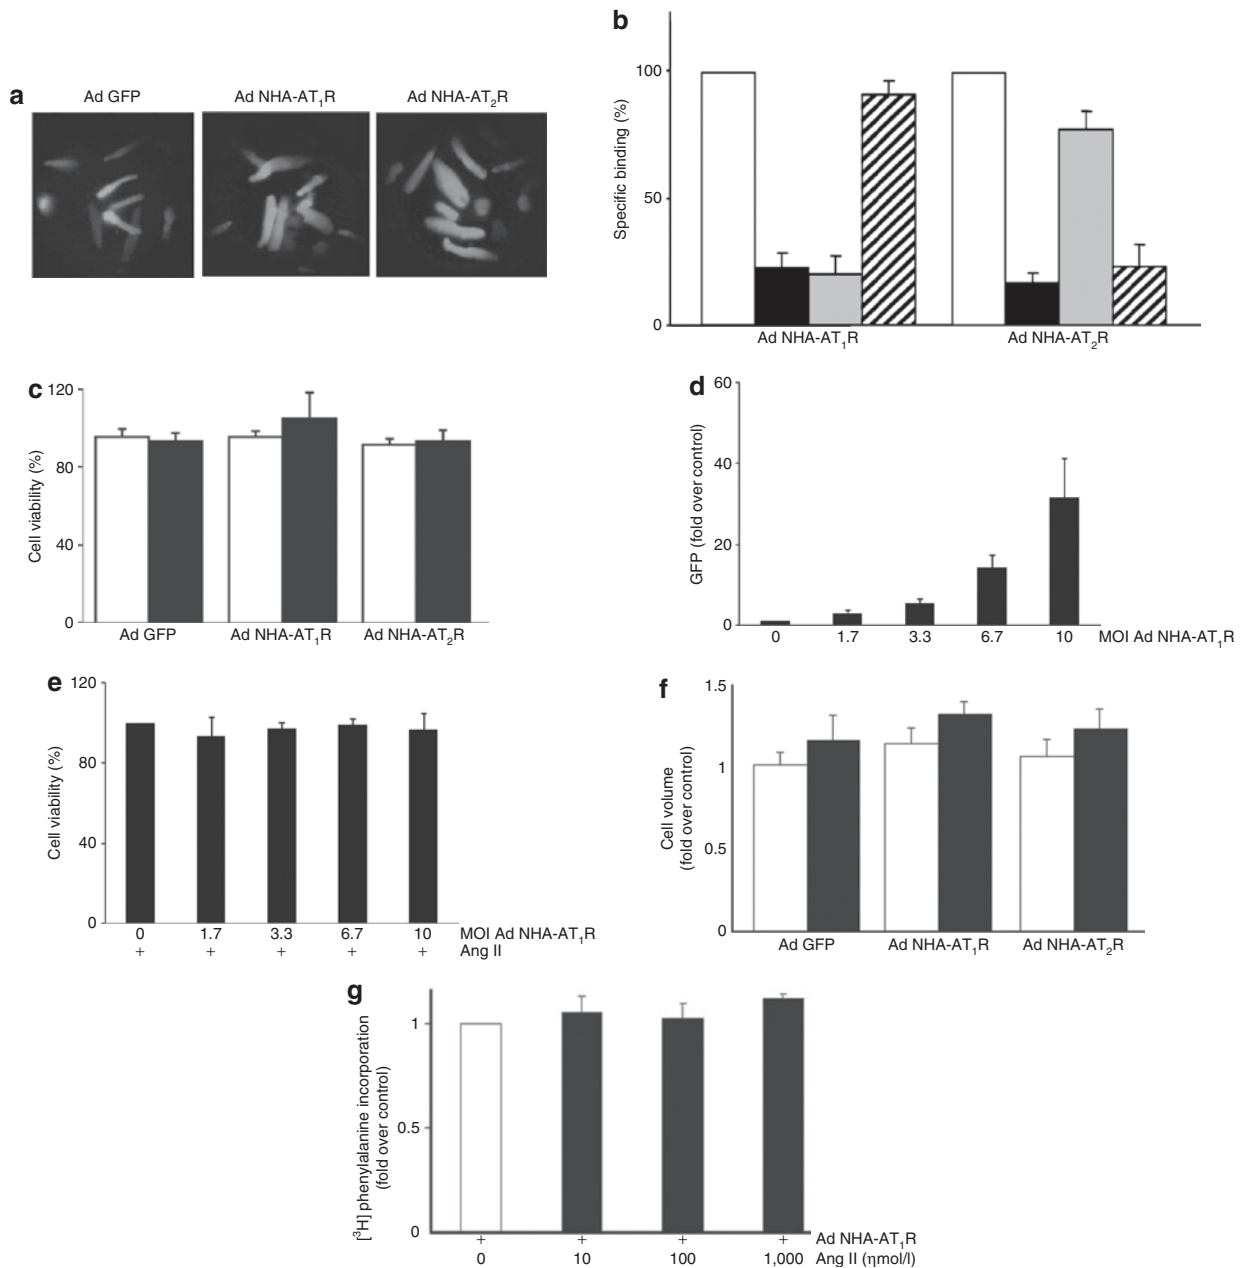 a
Ad GFP
Ad NHA-AT1R
Ad NHA-AT2R
b
Specific binding (%)
100
50
0
Ad NHA-AT1R
Ad NHA-AT2R
c
Cell viability (%)
120
80
40
0
Ad GFP
Ad NHA-AT1R
Ad NHA-AT2R
d
GFP (fold over control)
60
40
20
0
0 1.7 3.3 6.7 10 MOI Ad NHA-AT1R
e
Cell viability (%)
120
80
40
0
0 1.7 3.3 6.7 10 MOI Ad NHA-AT1R
+ + + + + Ang II
f
Cell volume
(fold over control)
1.5
1
0.5
0
Ad GFP
Ad NHA-AT1R
Ad NHA-AT2R
g
[3H] phenylalanine incorporation
(fold over control)
1
0.5
0
+ + + + Ad NHA-AT1R
0 10 100 1,000 Ang II (ηmol/l)